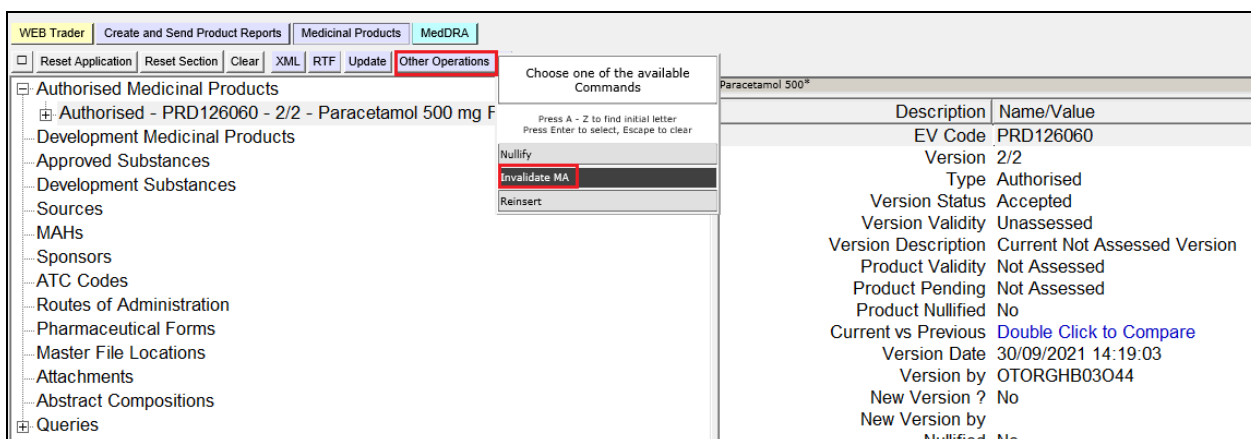 WEB Trader Create and Send Product Reports Medicinal Products MedDRA
Reset Application Reset Section Clear XML RTF Update Other Operations
Authorised Medicinal Products
Authorised - PRD126060 - 2/2 - Paracetamol 500 mg F
Development Medicinal Products
Approved Substances
Development Substances
Sources
MAHs
Sponsors
ATC Codes
Routes of Administration
Pharmaceutical Forms
Master File Locations
Attachments
Abstract Compositions
Queries
Choose one of the available
Commands
Press A - Z to find initial letter
Press Enter to select, Escape to clear
Nullify
Invalidate MA
Reinsert
Paracetamol 500*
Description Name/Value
EV Code PRD126060
Version 2/2
Type Authorised
Version Status Accepted
Version Validity Unassessed
Version Description Current Not Assessed Version
Product Validity Not Assessed
Product Pending Not Assessed
Product Nullified No
Current vs Previous Double Click to Compare
Version Date 30/09/2021 14:19:03
Version by OTORGHB03O44
New Version ? No
New Version by
Nullified No